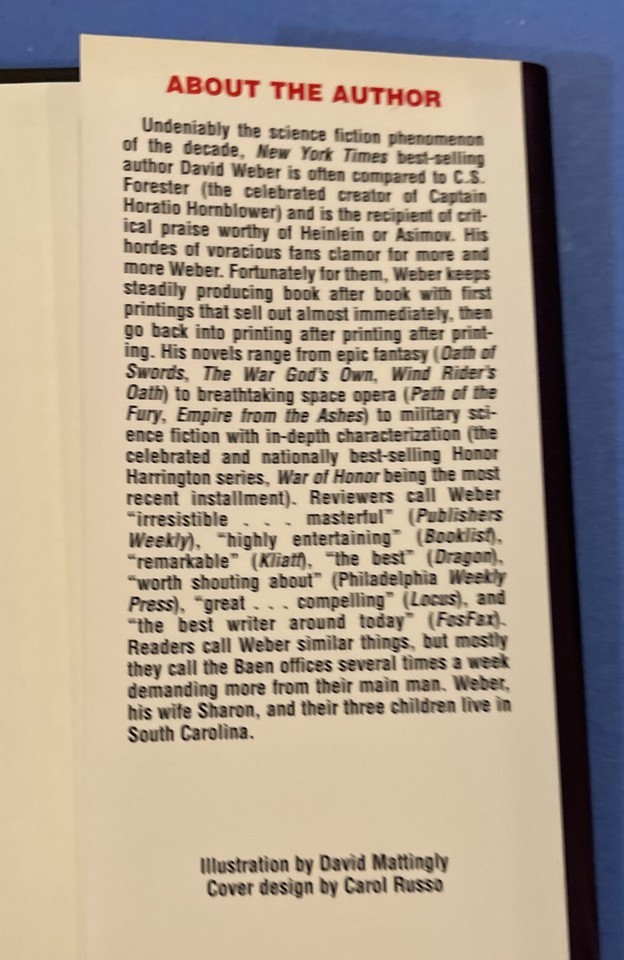 ABOUT THE AUTHOR
Undeniably the science fiction phenomenon
of the decade, New York Times best-selling
author David Weber is often compared to C.S.
Forester (the celebrated creator of Captain
Horatio Hornblower) and is the recipient of crit-
ical praise worthy of Heinlein or Asimov. His
hordes of voracious fans clamor for more and
more Weber. Fortunately for them, Weber keeps
steadily producing book after book with first
printings that sell out almost immediately, then
go back into printing after printing after print-
ing. His novels range from epic fantasy (Oath of
Swords, The War God's Own, Wind Rider's
Oath) to breathtaking space opera (Path of the
Fury, Empire from the Ashes) to military sci-
ence fiction with in-depth characterization (the
celebrated and nationally best-selling Honor
Harrington series, War of Honor being the most
recent installment). Reviewers call Weber
"irresistible . . . masterful" (Publishers
Weekly), "highly entertaining" (Booklist),
"remarkable" (Kliatt), "the best" (Dragon),
"worth shouting about" (Philadelphia Weekly
Press), "great . . . compelling" (Locus), and
"the best writer around today" (FosFax).
Readers call Weber similar things, but mostly
they call the Baen offices several times a week
demanding more from their main man. Weber,
his wife Sharon, and their three children live in
South Carolina.
Illustration by David Mattingly
Cover design by Carol Russo